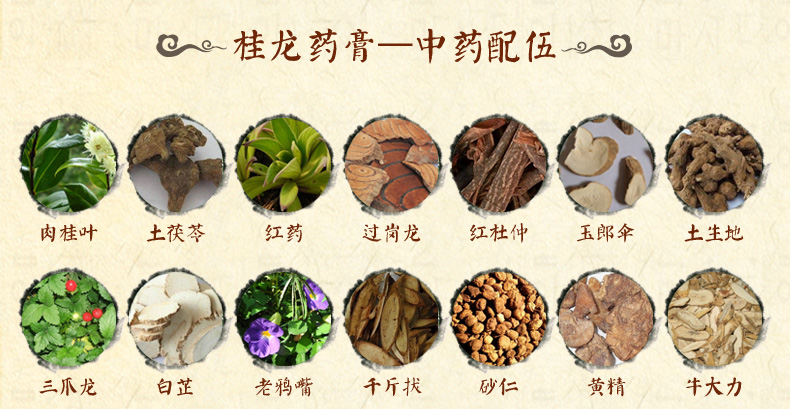 桂龙药膏—中药配伍
肉桂叶 土茯苓 红药 过岗龙 红杜仲 玉郎伞 土生地
三爪龙 白芷 老鸦嘴 千斤拔 砂仁 黄精 牛大力